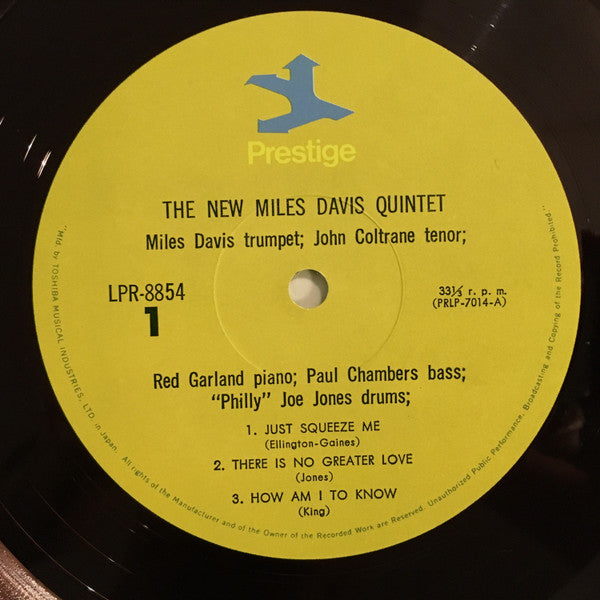 Prestige
THE NEW MILES DAVIS QUINTET
Miles Davis trumpet; John Coltrane tenor;
LPR-8854
1
33⅓ r. p. m.
(PRLP-7014-A)
Red Garland piano; Paul Chambers bass;
“Philly” Joe Jones drums;
1. JUST SQUEEZE ME
(Ellington-Gaines)
2. THERE IS NO GREATER LOVE
(Jones)
3. HOW AM I TO KNOW
(King)
"Mfd. by TOSHIBA MUSICAL INDUSTRIES, LTD. in Japan. All rights of the Manufacturer and of the Owner of the Recorded Work are Reserved. Unauthorized Public Performance, Broadcasting and Copying of the Record Prohibited."